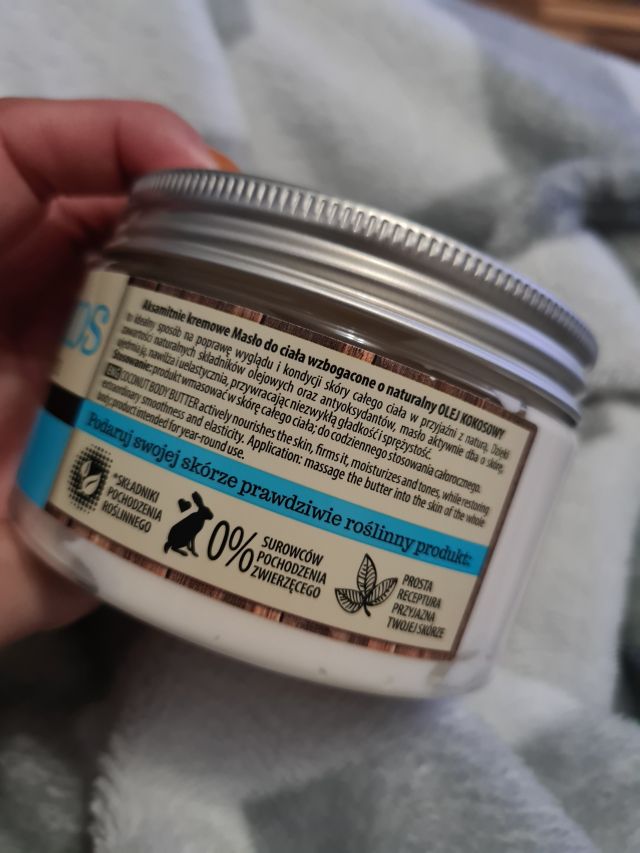 OS
Aksamitnie kremowe Masło do ciała wzbogacone o naturalny OLEJ KOKOSOWY
to idealny sposób na poprawę wyglądu i kondycji skóry całego ciała w przyjaźni z naturą. Dzięki
zawartości naturalnych składników olejowych oraz antyoksydantów, masło aktywnie dba o skórę,
ujędrnia, nawilża i uelastycznia, przywracając niezwykłą gładkość i sprężystość.
Stosowanie: produkt wmasować w skórę całego ciała; do codziennego stosowania całorocznego.
COCONUT BODY BUTTER actively nourishes the skin, firms it, moisturizes and tones, while restoring
extraordinary smoothness and elasticity. Application: massage the butter into the skin of the whole
body; product intended for year-round use.
Podaruj swojej skórze prawdziwie roślinny produkt:
*SKŁADNIKI
POCHODZENIA
ROŚLINNEGO
0% SUROWCÓW
POCHODZENIA
ZWIERZĘCEGO
PROSTA
RECEPTURA
PRZYJAZNA
TWOJEJ SKÓRZE